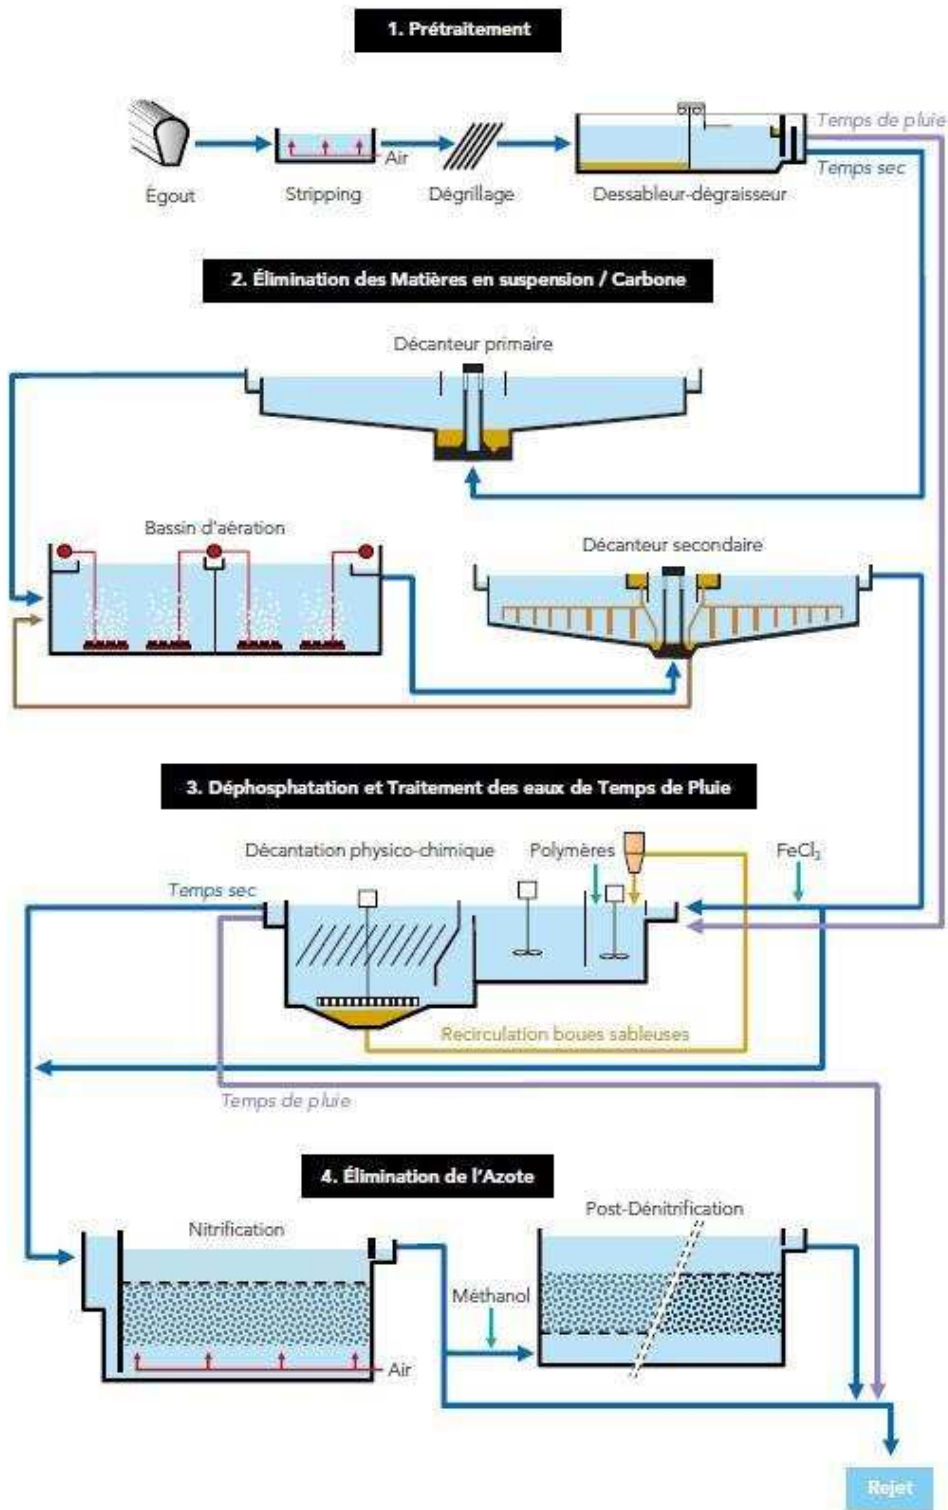 1. Prétraitement
Temps de pluie
Air
Temps sec
Égout
Stripping
Dégrillage
Dessableur-dégraisseur
2. Élimination des Matières en suspension / Carbone
Décanteur primaire
Bassin d'aération
Décanteur secondaire
3. Déphosphatation et Traitement des eaux de Temps de Pluie
Décantation physico-chimique
Polymères
FeCl3
Temps sec
Recirculation boues sableuses
Temps de pluie
4. Élimination de l'Azote
Post-Dénitrification
Nitrification
Méthanol
Air
Rejet